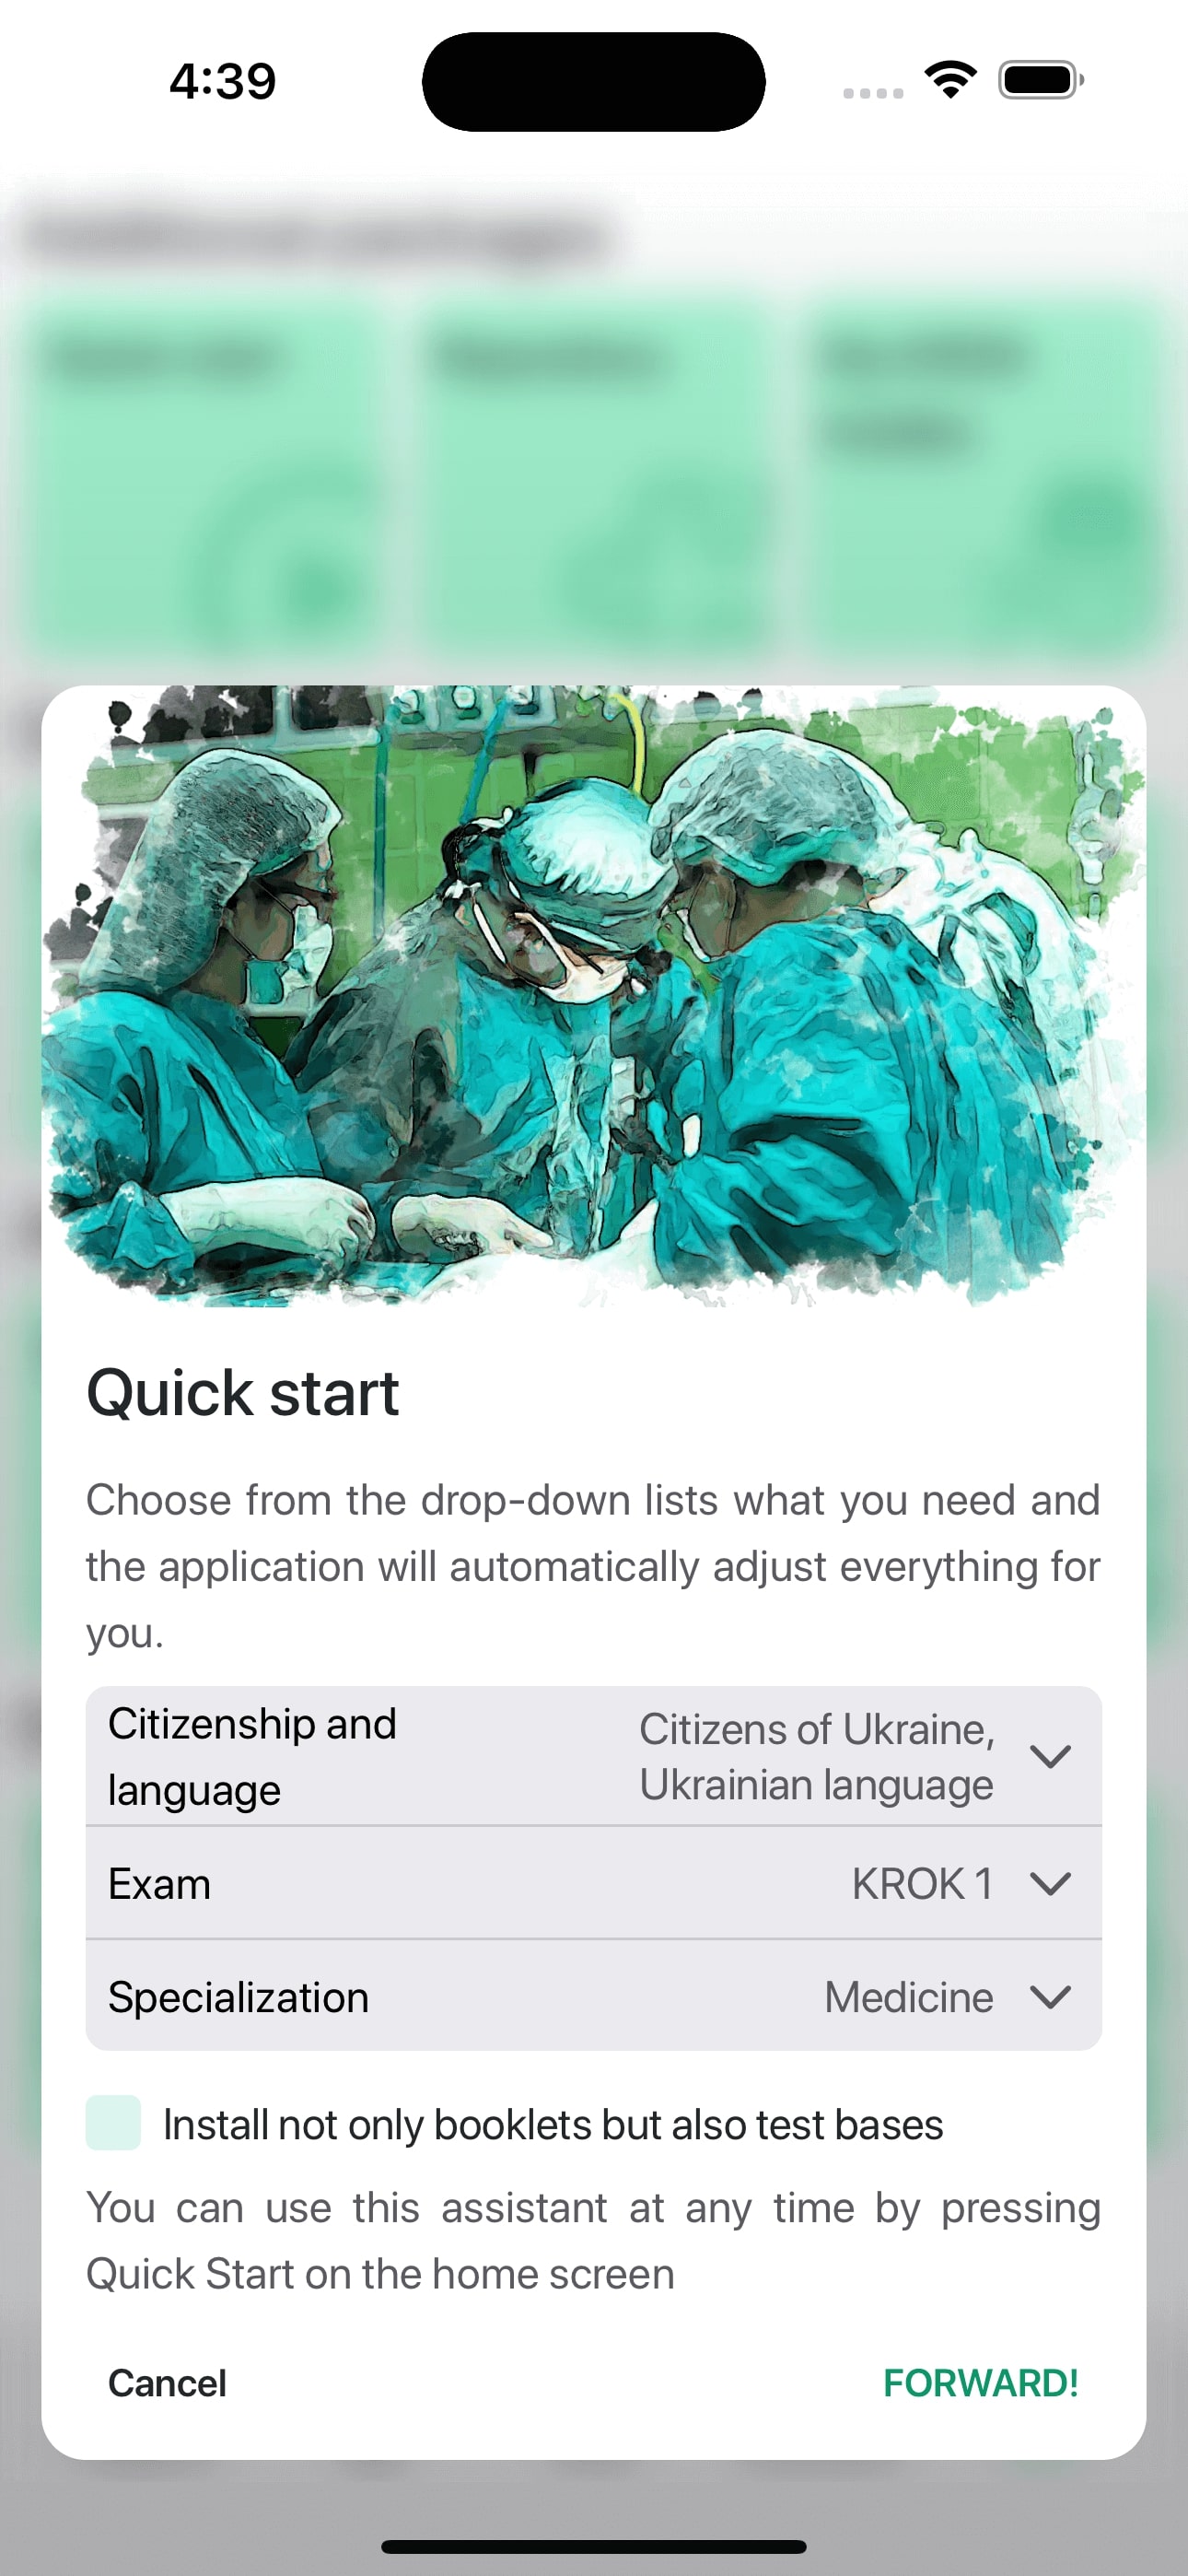 4:39
Quick start
Choose from the drop-down lists what you need and
the application will automatically adjust everything for
you.
Citizenship and
language
Citizens of Ukraine,
Ukrainian language
Exam
KROK 1
Specialization
Medicine
Install not only booklets but also test bases
You can use this assistant at any time by pressing
Quick Start on the home screen
Cancel
FORWARD!